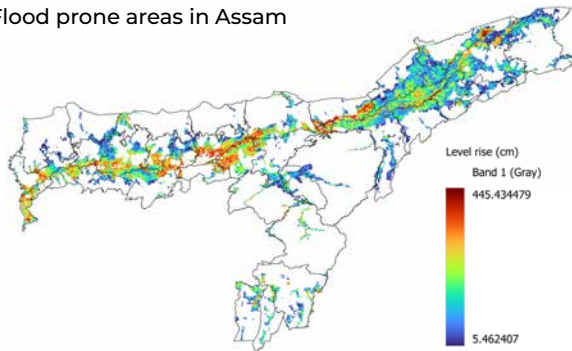 Flood prone areas in Assam
Level rise (cm)
Band 1 (Gray)
445.434479
5.462407